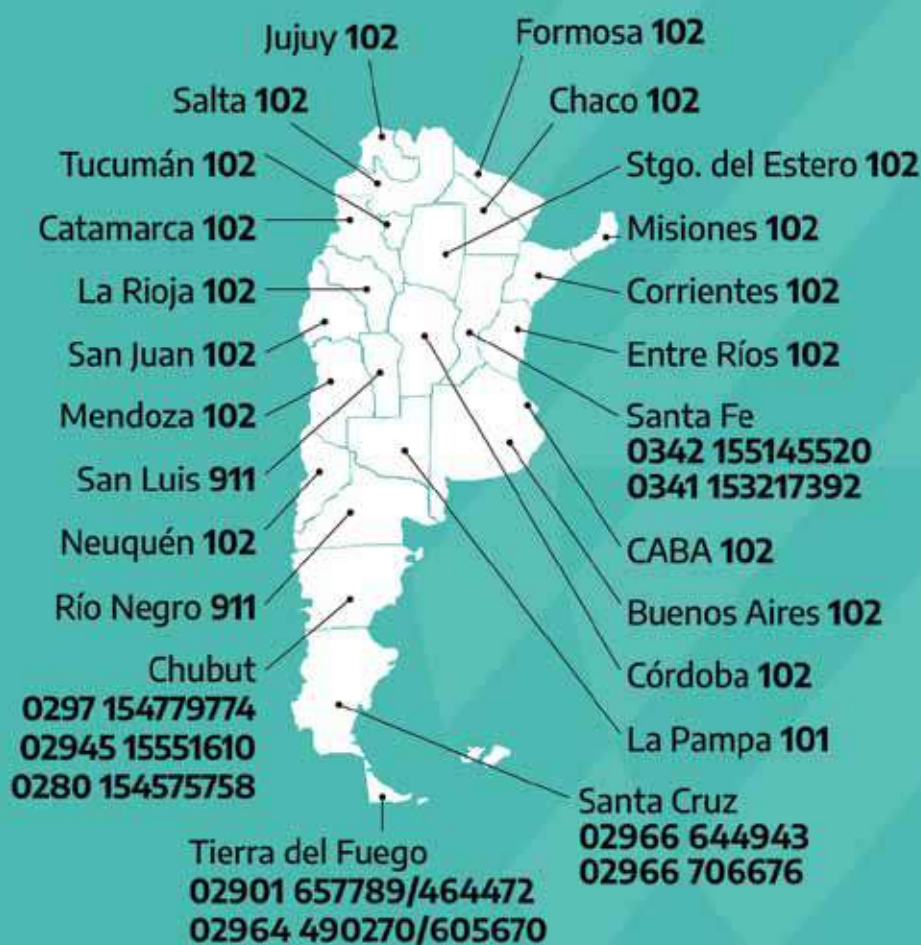 Jujuy 102
Salta 102
Tucumán 102
Catamarca 102
La Rioja 102
San Juan 102
Mendoza 102
San Luis 911
Neuquén 102
Río Negro 911
Chubut
0297 154779774
02945 15551610
0280 154575758
Tierra del Fuego
02901 657789/464472
02964 490270/605670
Formosa 102
Chaco 102
Stgo. del Estero 102
Misiones 102
Corrientes 102
Entre Ríos 102
Santa Fe
0342 155145520
0341 153217392
CABA 102
Buenos Aires 102
Córdoba 102
La Pampa 101
Santa Cruz
02966 644943
02966 706676